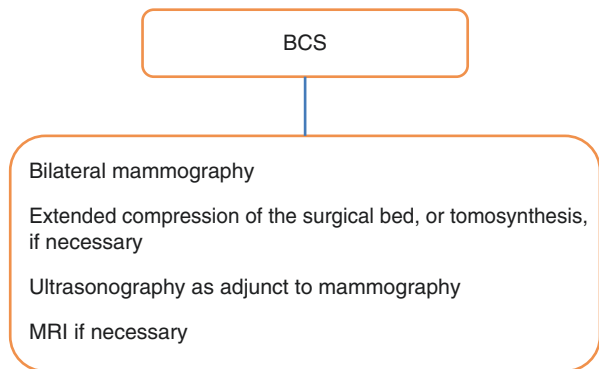 BCS
Bilateral mammography
Extended compression of the surgical bed, or tomosynthesis,
if necessary
Ultrasonography as adjunct to mammography
MRI if necessary